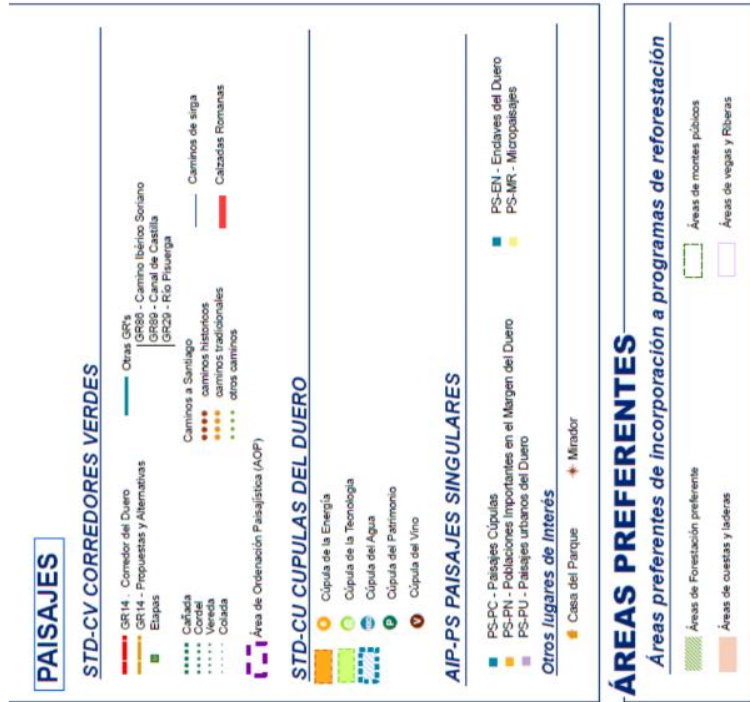 PAISAJES
STD-CV CORREDORES VERDES
GR14 - Corredor del Duero
GR14 - Propuestas y Alternativas
Etapas
Otras GR's
GR86 - Camino Ibérico Soriano
GR89 - Canal de Castilla
GR29 - Río Pisuerga
Cañada
Cordel
Vereda
Colada
Caminos a Santiago
caminos historicos
caminos tradicionales
otros caminos
Caminos de sirga
Calzadas Romanas
Área de Ordenación Paisajística (AOP)
STD-CU CUPULAS DEL DUERO
Cúpula de la Energía
Cúpula de la Tecnología
Cúpula del Agua
P Cúpula del Patrimonio
V Cúpula del Vino
AIP-PS PAISAJES SINGULARES
PS-PC - Paisajes Cúpulas
PS-PN - Poblaciones Importantes en el Margen del Duero
PS-PU - Paisajes urbanos del Duero
PS-EN - Enclaves del Duero
PS-MR - Micropaisajes
Otros lugares de Interés
Casa del Parque
Mirador
ÁREAS PREFERENTES
Áreas preferentes de incorporación a programas de reforestación
Áreas de Forestación preferente
Áreas de montes púbicos
Áreas de cuestas y laderas
Áreas de vegas y Riberas